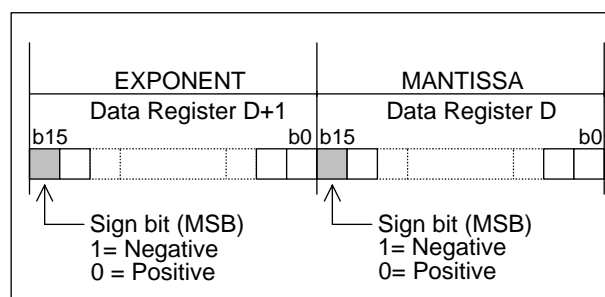 EXPONENT MANTISSA
Data Register D+1 Data Register D
b15 b0 b15 b0
Sign bit (MSB) Sign bit (MSB)
1= Negative 1= Negative
0 = Positive 0= Positive